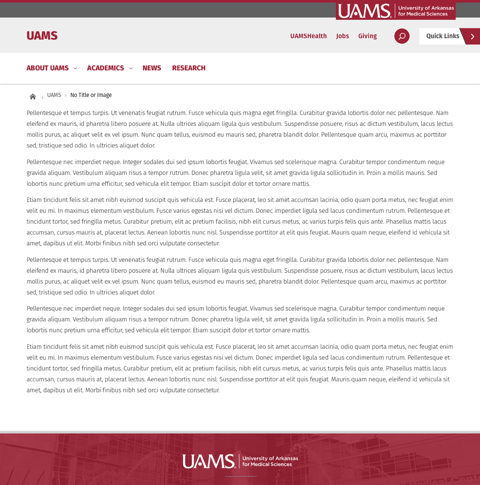 UAMS University of Arkansas
for Medical Sciences
UAMS
UAMSHealth Jobs Giving Quick Links
ABOUT UAMS ACADEMICS NEWS RESEARCH
UAMS > No Title or Image
Pellentesque et tempus turpis. Ut venenatis feugiat rutrum. Fusce vehicula quis magna eget fringilla. Curabitur gravida lobortis dolor nec pellentesque. Nam
eleifend ex mauris, id pharetra libero posuere at. Nulla ultrices aliquam ligula quis vestibulum. Suspendisse posuere, risus ac dictum vestibulum, lacus lectus
mollis purus, ac aliquet velit ex vel ipsum. Nunc quam tellus, euismod eu mauris sed, pharetra blandit dolor. Pellentesque quam arcu, maximus ac porttitor
sed, tristique sed odio. In ultricies aliquet dolor.
Pellentesque nec imperdiet neque. Integer sodales dui sed ipsum lobortis feugiat. Vivamus sed scelerisque magna. Curabitur tempor condimentum neque
gravida aliquam. Vestibulum aliquam risus a tempor rutrum. Donec imperdiet ligula velit, sit amet gravida ligula sollicitudin in. Proin a mollis mauris. Sed
lobortis nunc pretium urna efficitur, sed vehicula velit tempor. Etiam suscipit dolor et tortor ornare mattis.
Etiam tincidunt felis sit amet nibh euismod suscipit quis vehicula est. Fusce placerat, leo sit amet accumsan lacinia, odio quam porta metus, nec feugiat enim
velit eu mi. In maximus elementum vestibulum. Fusce varius egestas nisi vel dictum. Donec imperdiet ligula sed lacus condimentum rutrum. Pellentesque et
tincidunt tortor, sed fringilla metus. Curabitur pretium, elit ac pretium facilisis, nibh elit cursus metus, ac varius turpis felis quis ante. Phasellus mattis lacus
accumsan, cursus mauris at, placerat lectus. Aenean lobortis nunc nisl. Suspendisse porttitor at elit quis feugiat. Mauris quam neque, eleifend id vehicula sit
amet, dapibus ut elit. Morbi finibus nibh sed orci vulputate consectetur.
Pellentesque et tempus turpis. Ut venenatis feugiat rutrum. Fusce vehicula quis magna eget fringilla. Curabitur gravida lobortis dolor nec pellentesque. Nam
eleifend ex mauris, id pharetra libero posuere at. Nulla ultrices aliquam ligula quis vestibulum. Suspendisse posuere, risus ac dictum vestibulum, lacus lectus
mollis purus, ac aliquet velit ex vel ipsum. Nunc quam tellus, euismod eu mauris sed, pharetra blandit dolor. Pellentesque quam arcu, maximus ac porttitor
sed, tristique sed odio. In ultricies aliquet dolor.
Pellentesque nec imperdiet neque. Integer sodales dui sed ipsum lobortis feugiat. Vivamus sed scelerisque magna. Curabitur tempor condimentum neque
gravida aliquam. Vestibulum aliquam risus a tempor rutrum. Donec imperdiet ligula velit, sit amet gravida ligula sollicitudin in. Proin a mollis mauris. Sed
lobortis nunc pretium urna efficitur, sed vehicula velit tempor. Etiam suscipit dolor et tortor ornare mattis.
Etiam tincidunt felis sit amet nibh euismod suscipit quis vehicula est. Fusce placerat, leo sit amet accumsan lacinia, odio quam porta metus, nec feugiat enim
velit eu mi. In maximus elementum vestibulum. Fusce varius egestas nisi vel dictum. Donec imperdiet ligula sed lacus condimentum rutrum. Pellentesque et
tincidunt tortor, sed fringilla metus. Curabitur pretium, elit ac pretium facilisis, nibh elit cursus metus, ac varius turpis felis quis ante. Phasellus mattis lacus
accumsan, cursus mauris at, placerat lectus. Aenean lobortis nunc nisl. Suspendisse porttitor at elit quis feugiat. Mauris quam neque, eleifend id vehicula sit
amet, dapibus ut elit. Morbi finibus nibh sed orci vulputate consectetur.
UAMS University of Arkansas
for Medical Sciences